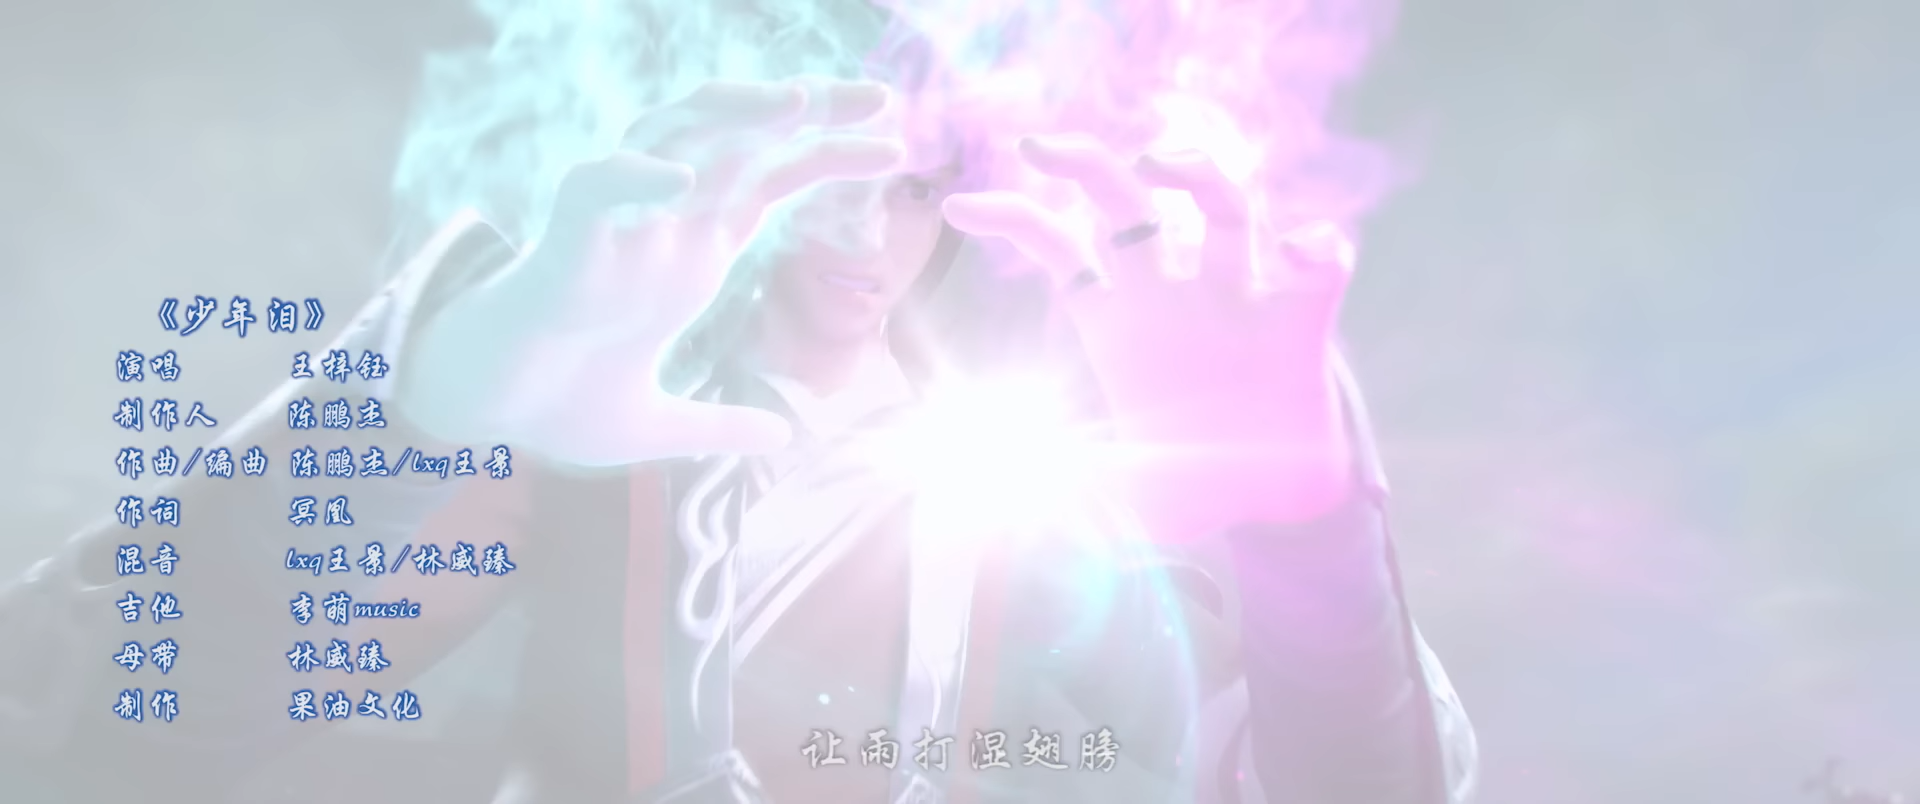 《少年泪》
演唱 王梓钰
制作人 陈鹏杰
作曲/编曲 陈鹏杰/lxq王景
作词 冥凰
混音 lxq王景/林威臻
吉他 李萌music
母带 林威臻
制作 果油文化
让雨打湿翅膀